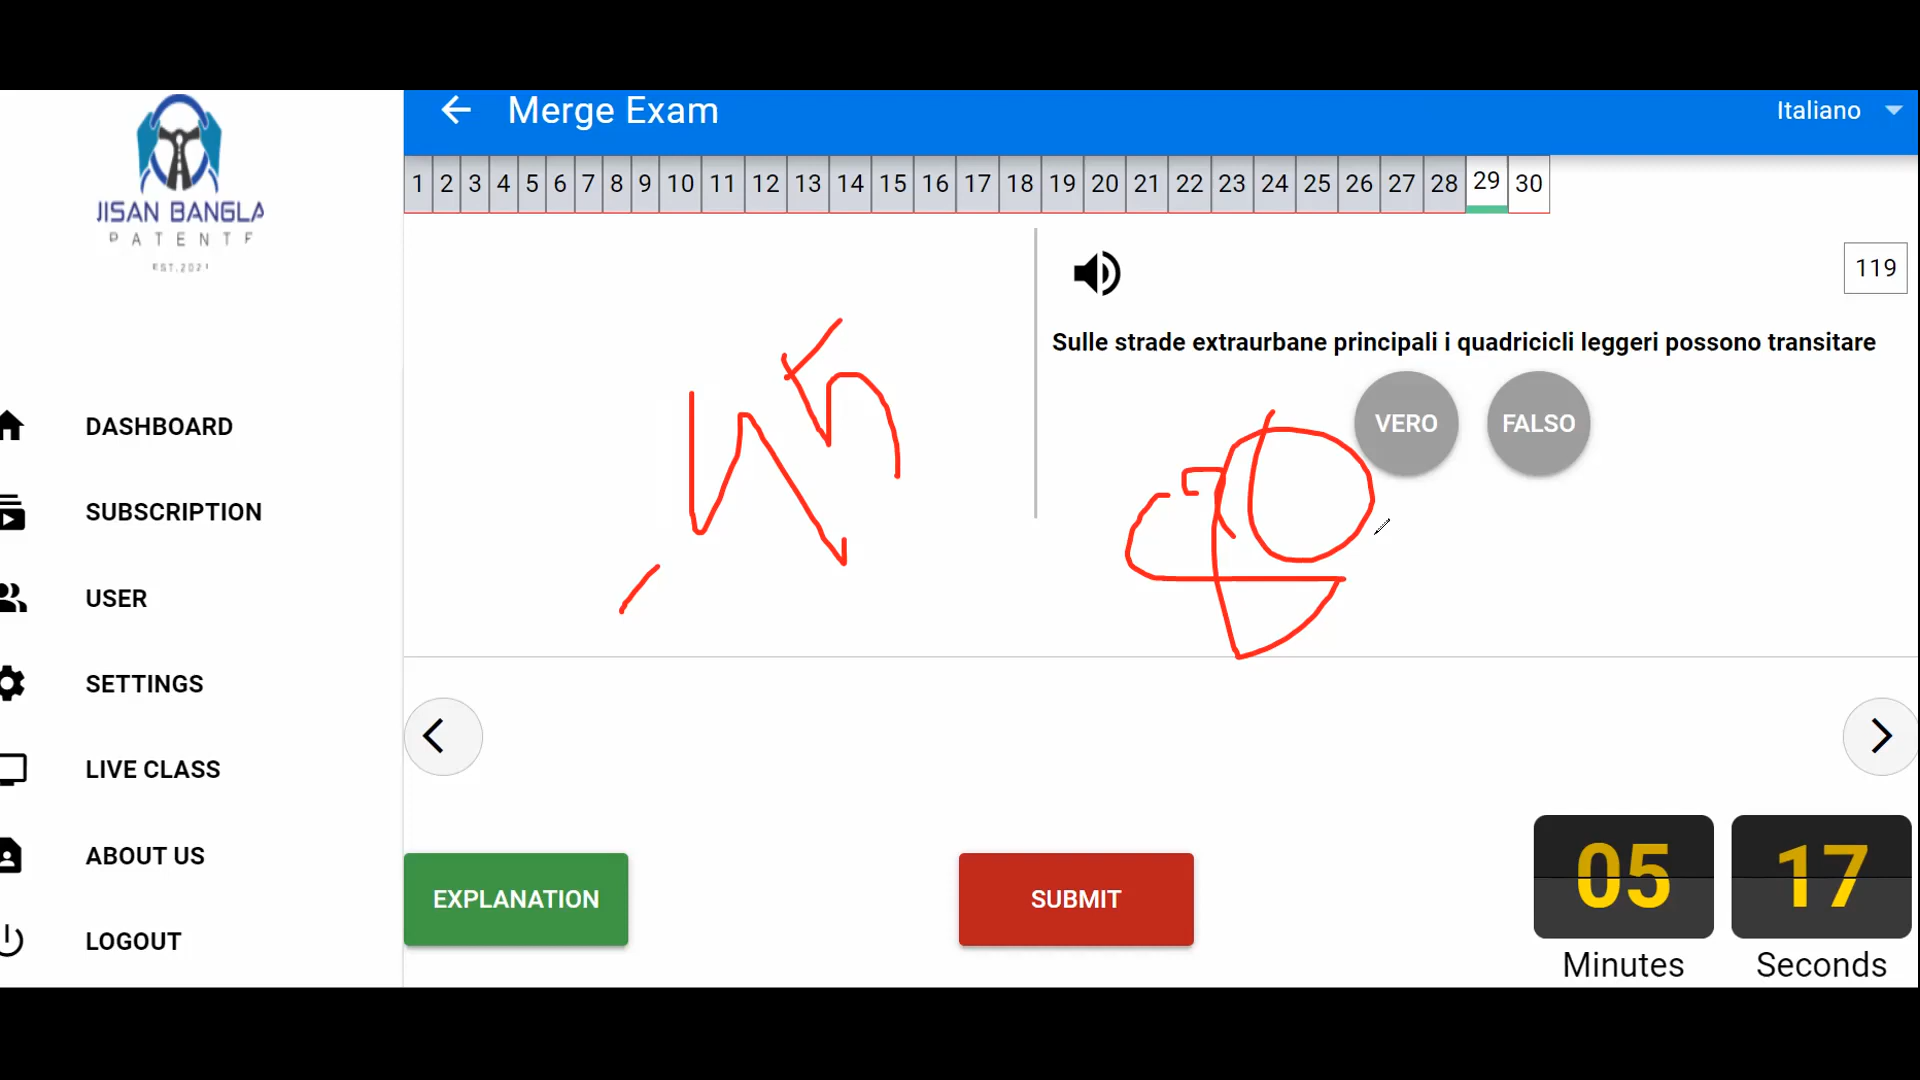 JISAN BANGLA
PATENTE
EST.2021
DASHBOARD
SUBSCRIPTION
USER
SETTINGS
LIVE CLASS
ABOUT US
LOGOUT
Merge Exam
Italiano
1 2 3 4 5 6 7 8 9 10 11 12 13 14 15 16 17 18 19 20 21 22 23 24 25 26 27 28 29 30
119
Sulle strade extraurbane principali i quadricicli leggeri possono transitare
VERO FALSO
EXPLANATION
SUBMIT
05 17
Minutes Seconds